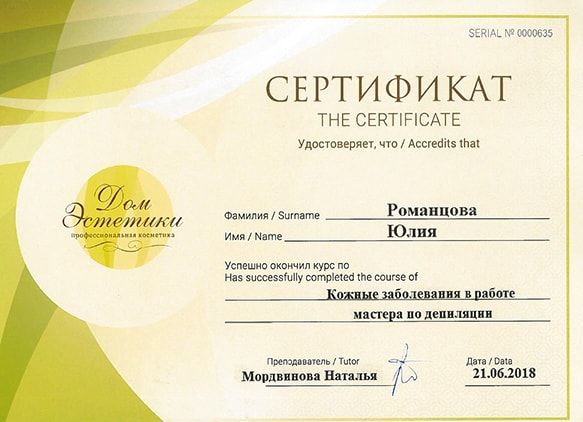 SERIAL № 0000635
СЕРТИФИКАТ
THE CERTIFICATE
Удостоверяет, что / Accredits that
Дом
Эстетики
профессиональная косметика
Фамилия / Surname Романцова
Имя / Name Юлия
Успешно окончил курс по
Has successfully completed the course of
Кожные заболевания в работе
мастера по депиляции
Преподаватель / Tutor
Мордвинова Наталья
Дата / Data
21.06.2018